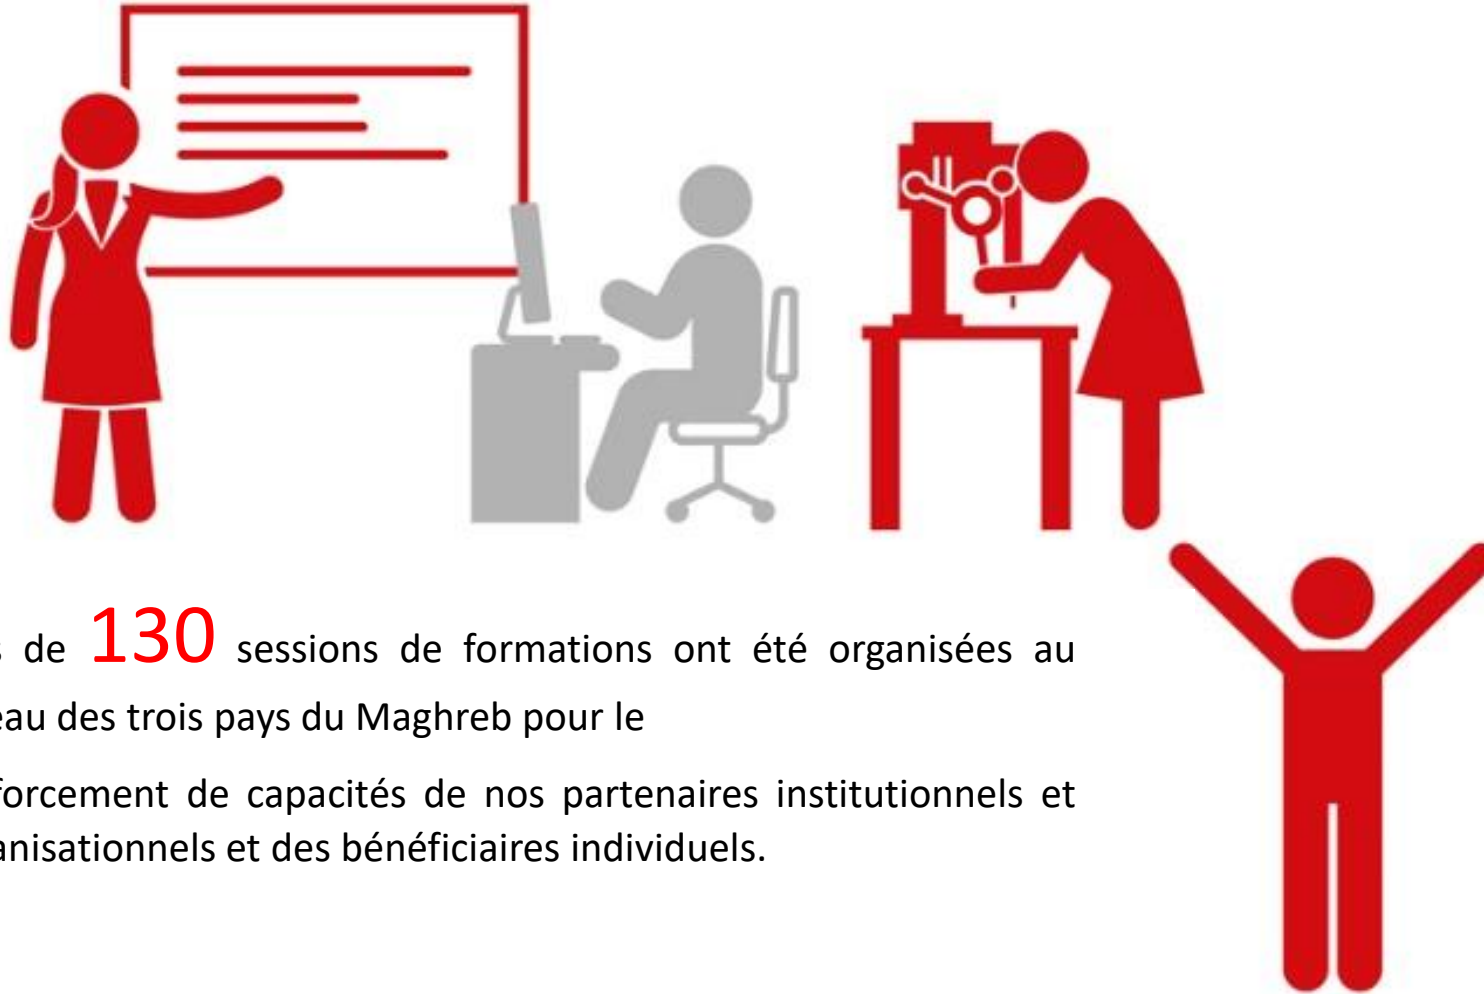 s de 130 sessions de formations ont été organisées au
eau des trois pays du Maghreb pour le
forcement de capacités de nos partenaires institutionnels et
anisationnels et des bénéficiaires individuels.